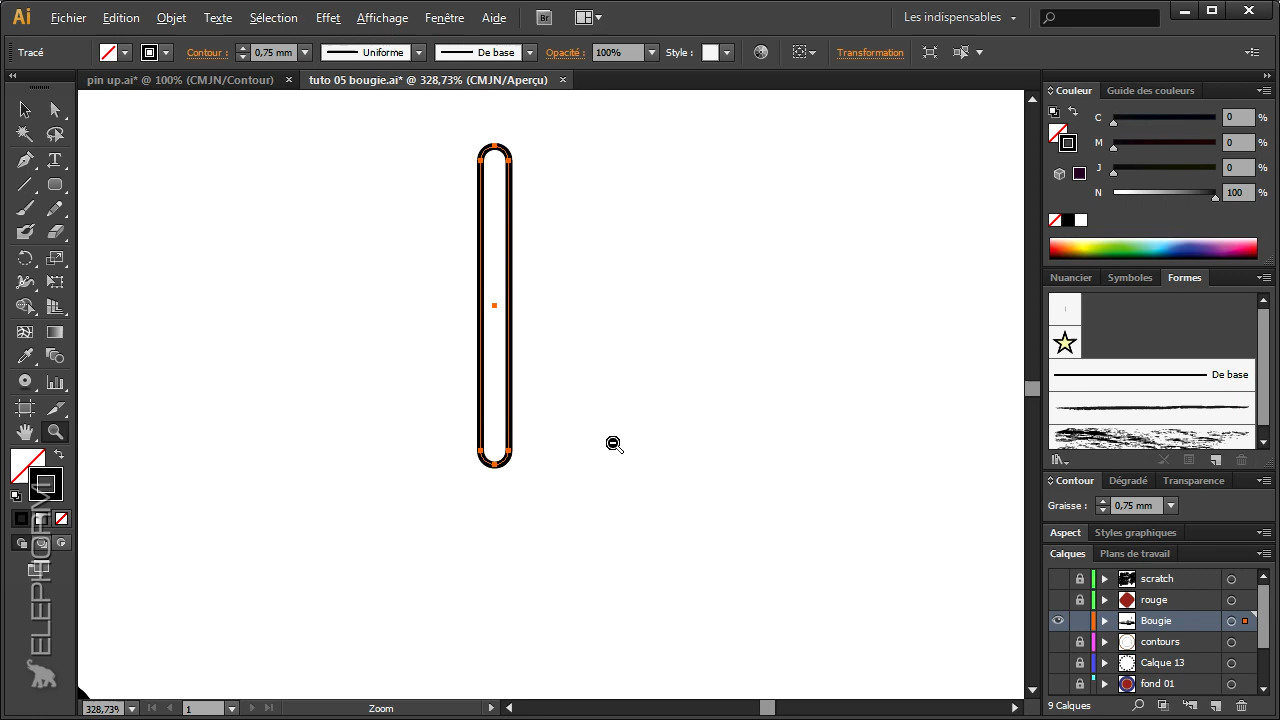 Ai Fichier Edition Objet Texte Sélection Effet Affichage Fenêtre Aide Br Les indispensables
Tracé Contour : 0,75 mm Uniforme De base Opacité : 100% Style : Transformation
pin up.ai* @ 100% (CMJN/Contour) tuto 05 bougie.ai* @ 328,73% (CMJN/Aperçu)
Couleur Guide des couleurs
C 0 %
M 0 %
J 0 %
N 100 %
Nuancier Symboles Formes
De base
Contour Dégradé Transparence
Graisse : 0,75 mm
Aspect Styles graphiques
Calques Plans de travail
scratch
rouge
Bougie
contours
Calque 13
fond 01
9 Calques
328,73% 1 Zoom
ELEPHORM